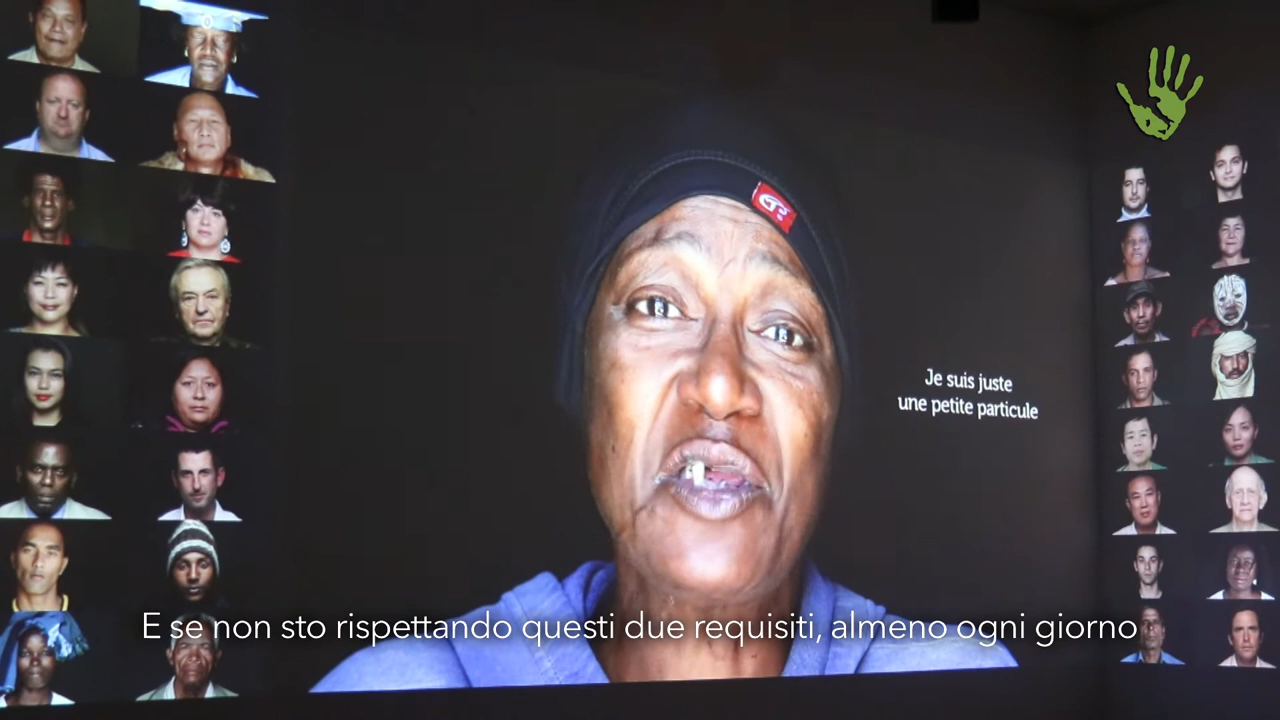 Je suis juste
une petite particule
E se non sto rispettando questi due requisiti, almeno ogni giorno